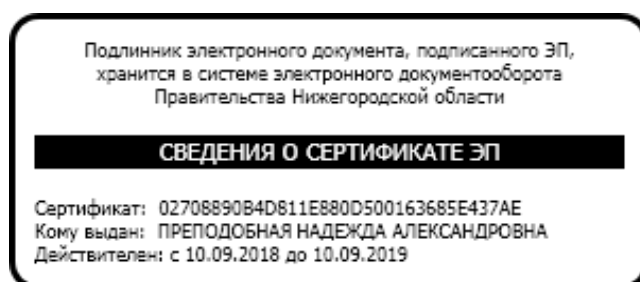 Подлинник электронного документа, подписанного ЭП,
хранится в системе электронного документооборота
Правительства Нижегородской области
СВЕДЕНИЯ О СЕРТИФИКАТЕ ЭП
Сертификат: 02708890B4D811E880D500163685E437AE
Кому выдан: ПРЕПОДОБНАЯ НАДЕЖДА АЛЕКСАНДРОВНА
Действителен: с 10.09.2018 до 10.09.2019